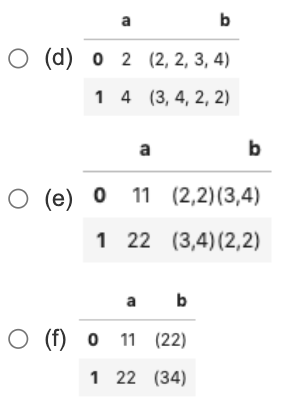 a b
(d) 0 2 (2, 2, 3, 4)
1 4 (3, 4, 2, 2)
a b
(e) 0 11 (2,2)(3,4)
1 22 (3,4)(2,2)
a b
(f) 0 11 (22)
1 22 (34)